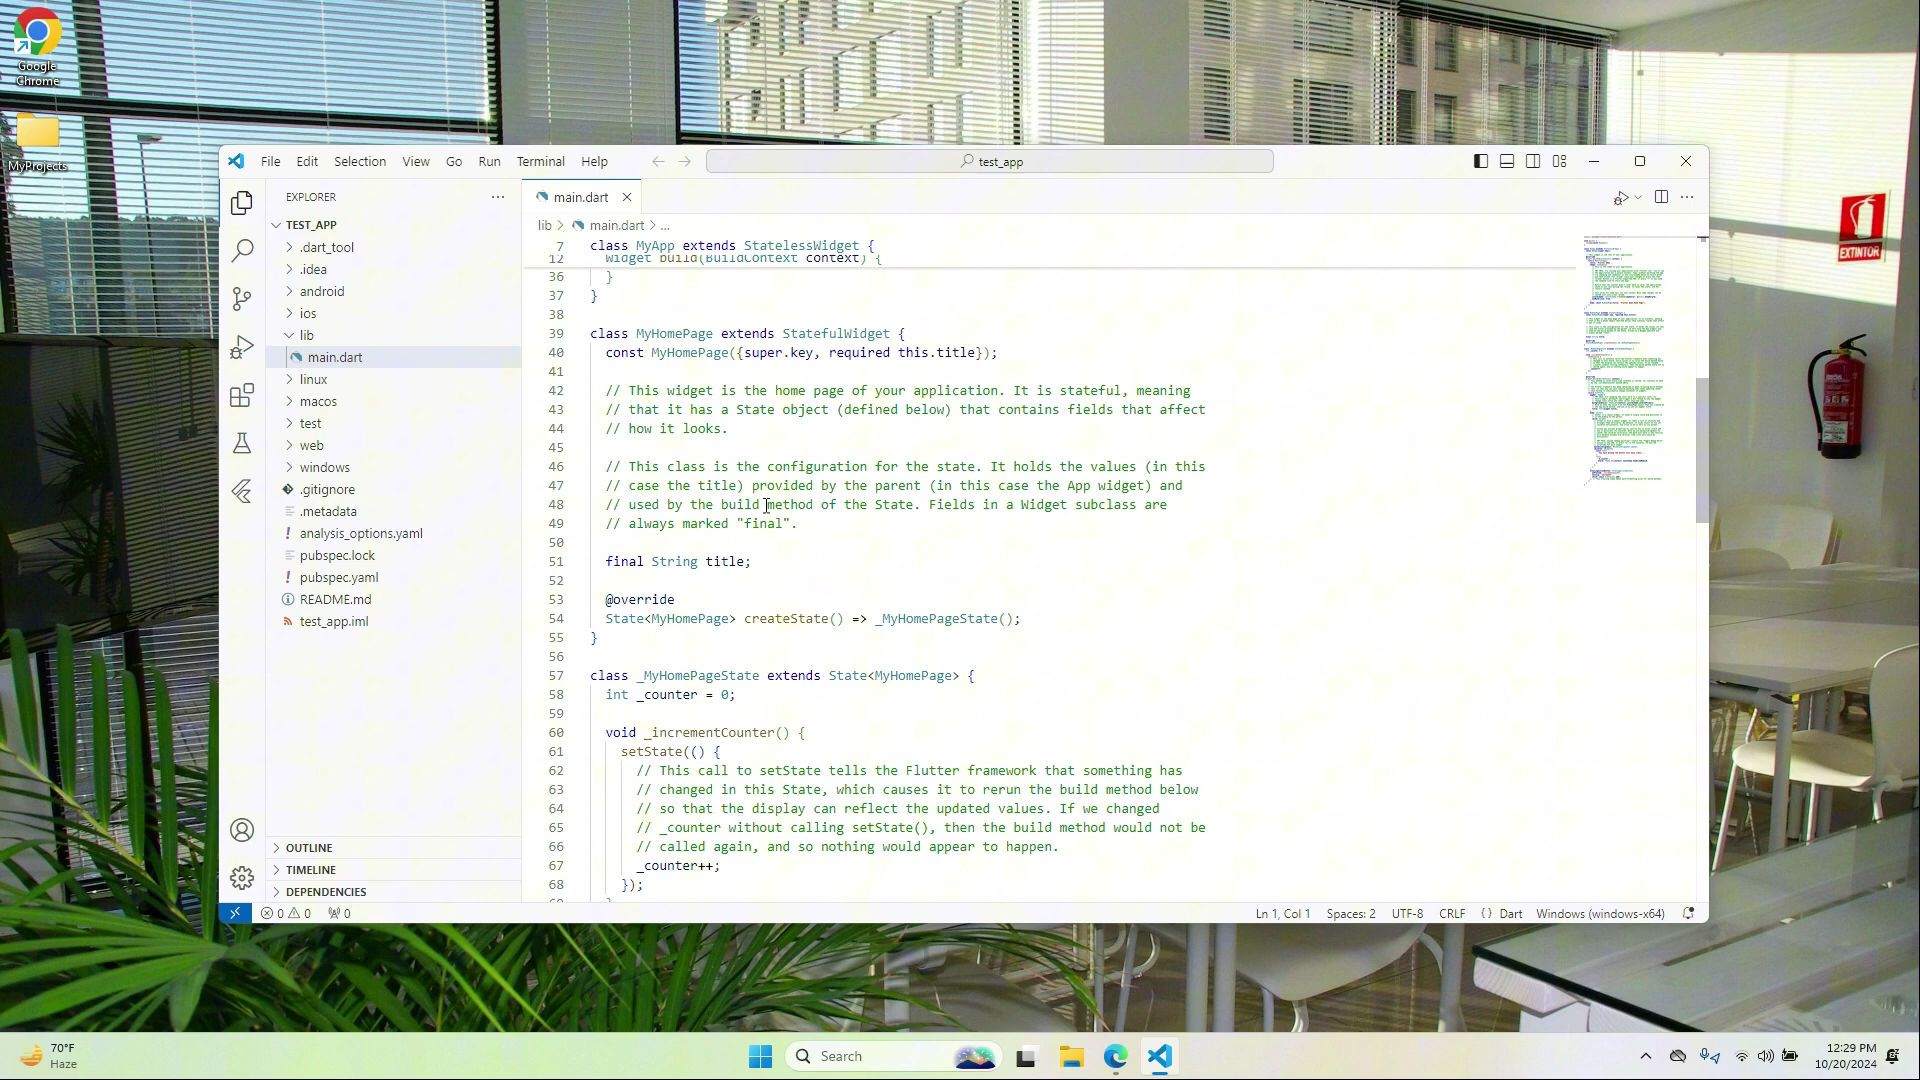 Google
Chrome
MyProjects
EXTINTOR
File Edit Selection View Go Run Terminal Help
test_app
EXPLORER
TEST_APP
.dart_tool
.idea
android
ios
lib
main.dart
linux
macos
test
web
windows
.gitignore
.metadata
analysis_options.yaml
pubspec.lock
pubspec.yaml
README.md
test_app.iml
OUTLINE
TIMELINE
DEPENDENCIES
main.dart
lib > main.dart > ...
7 class MyApp extends StatelessWidget {
12 Widget build(BuildContext context) {
36 }
37 }
38
39 class MyHomePage extends StatefulWidget {
40 const MyHomePage({super.key, required this.title});
41
42 // This widget is the home page of your application. It is stateful, meaning
43 // that it has a State object (defined below) that contains fields that affect
44 // how it looks.
45
46 // This class is the configuration for the state. It holds the values (in this
47 // case the title) provided by the parent (in this case the App widget) and
48 // used by the build method of the State. Fields in a Widget subclass are
49 // always marked "final".
50
51 final String title;
52
53 @override
54 State<MyHomePage> createState() => _MyHomePageState();
55 }
56
57 class _MyHomePageState extends State<MyHomePage> {
58 int _counter = 0;
59
60 void _incrementCounter() {
61 setState(() {
62 // This call to setState tells the Flutter framework that something has
63 // changed in this State, which causes it to rerun the build method below
64 // so that the display can reflect the updated values. If we changed
65 // _counter without calling setState(), then the build method would not be
66 // called again, and so nothing would appear to happen.
67 _counter++;
68 });
0 0 0
Ln 1, Col 1 Spaces: 2 UTF-8 CRLF {} Dart Windows (windows-x64)
70°F
Haze
Search
12:29 PM
10/20/2024